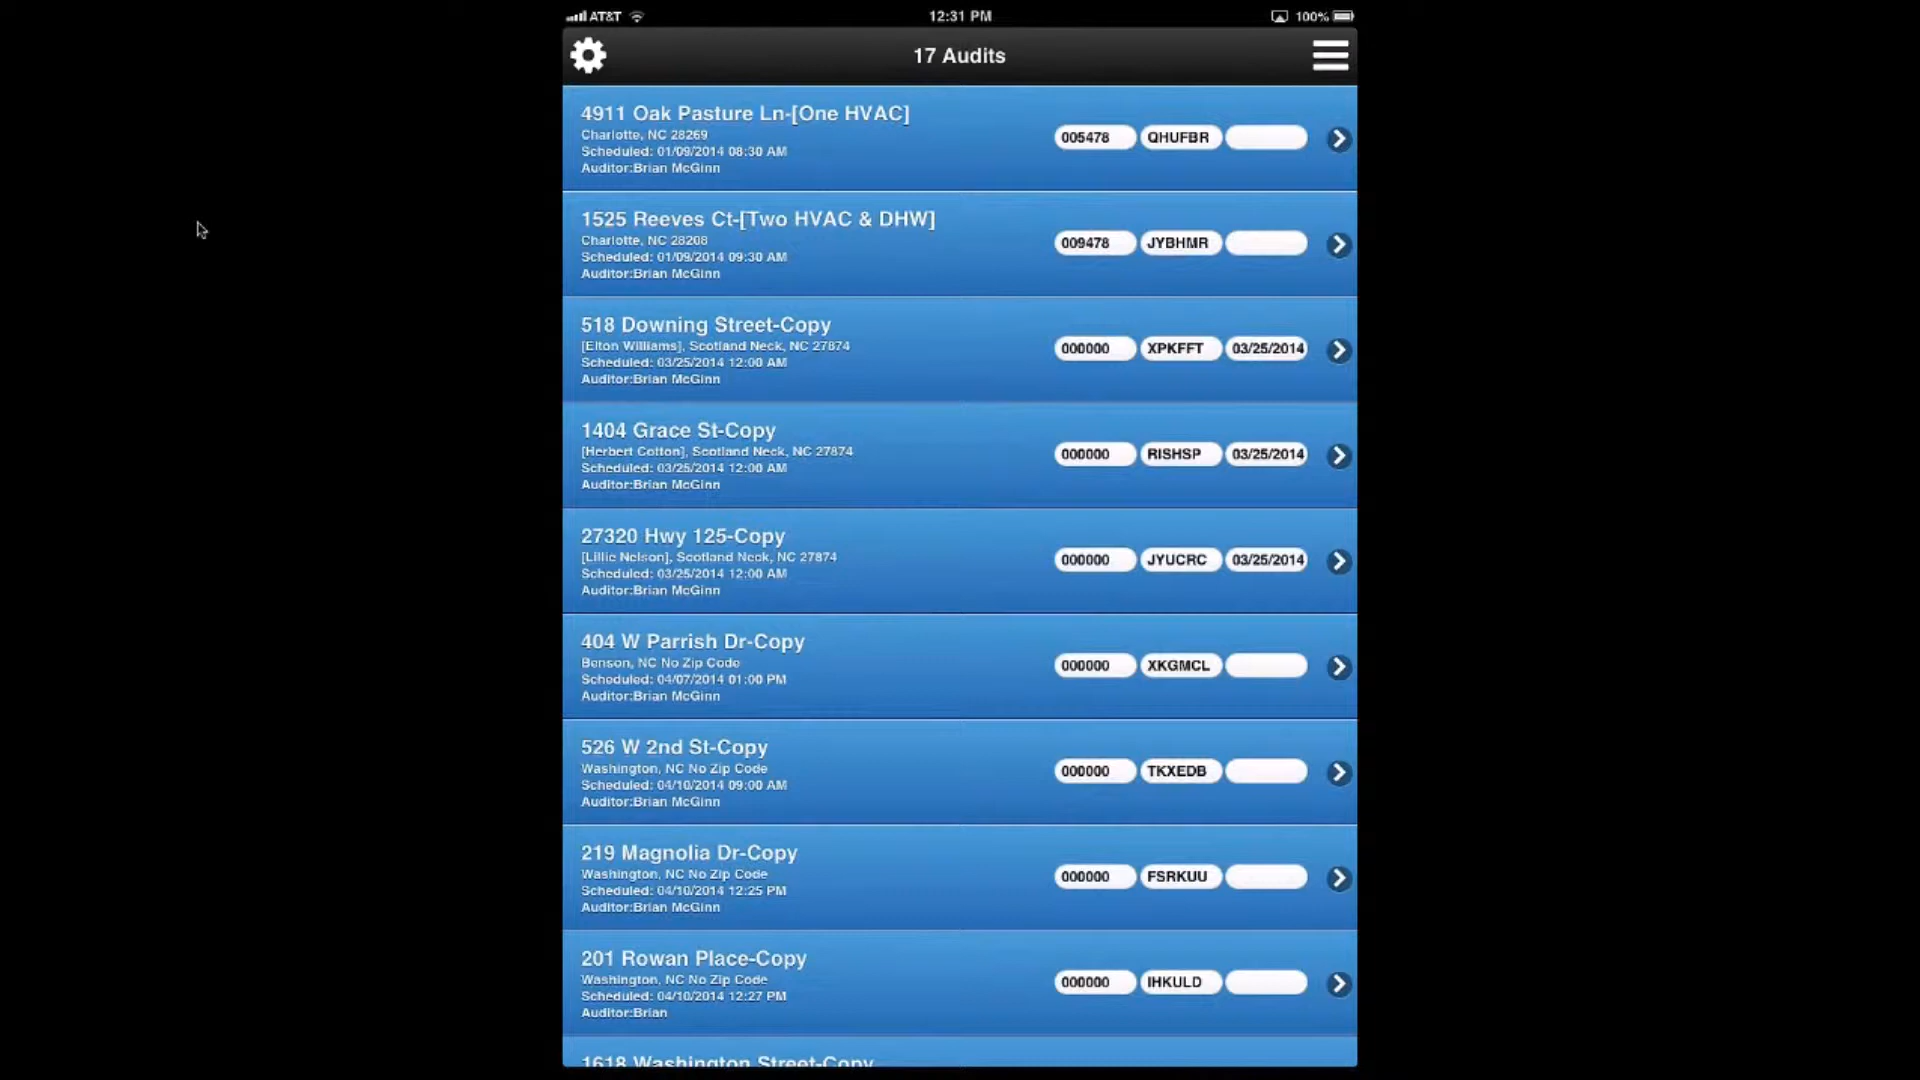 AT&T 12:31 PM 100%
17 Audits
4911 Oak Pasture Ln-[One HVAC]
Charlotte, NC 28269
Scheduled: 01/09/2014 08:30 AM
Auditor:Brian McGinn
005478 QHUFBR
1525 Reeves Ct-[Two HVAC & DHW]
Charlotte, NC 28208
Scheduled: 01/09/2014 09:30 AM
Auditor:Brian McGinn
009478 JYBHMR
518 Downing Street-Copy
[Elton Williams], Scotland Neck, NC 27874
Scheduled: 03/25/2014 12:00 AM
Auditor:Brian McGinn
000000 XPKFFT 03/25/2014
1404 Grace St-Copy
[Herbert Cotton], Scotland Neck, NC 27874
Scheduled: 03/25/2014 12:00 AM
Auditor:Brian McGinn
000000 RISHSP 03/25/2014
27320 Hwy 125-Copy
[Lillie Nelson], Scotland Neck, NC 27874
Scheduled: 03/25/2014 12:00 AM
Auditor:Brian McGinn
000000 JYUCRC 03/25/2014
404 W Parrish Dr-Copy
Benson, NC No Zip Code
Scheduled: 04/07/2014 01:00 PM
Auditor:Brian McGinn
000000 XKGMCL
526 W 2nd St-Copy
Washington, NC No Zip Code
Scheduled: 04/10/2014 09:00 AM
Auditor:Brian McGinn
000000 TKXEDB
219 Magnolia Dr-Copy
Washington, NC No Zip Code
Scheduled: 04/10/2014 12:25 PM
Auditor:Brian McGinn
000000 FSRKUU
201 Rowan Place-Copy
Washington, NC No Zip Code
Scheduled: 04/10/2014 12:27 PM
Auditor:Brian
000000 IHKULD
1618 Washington Street-Copy